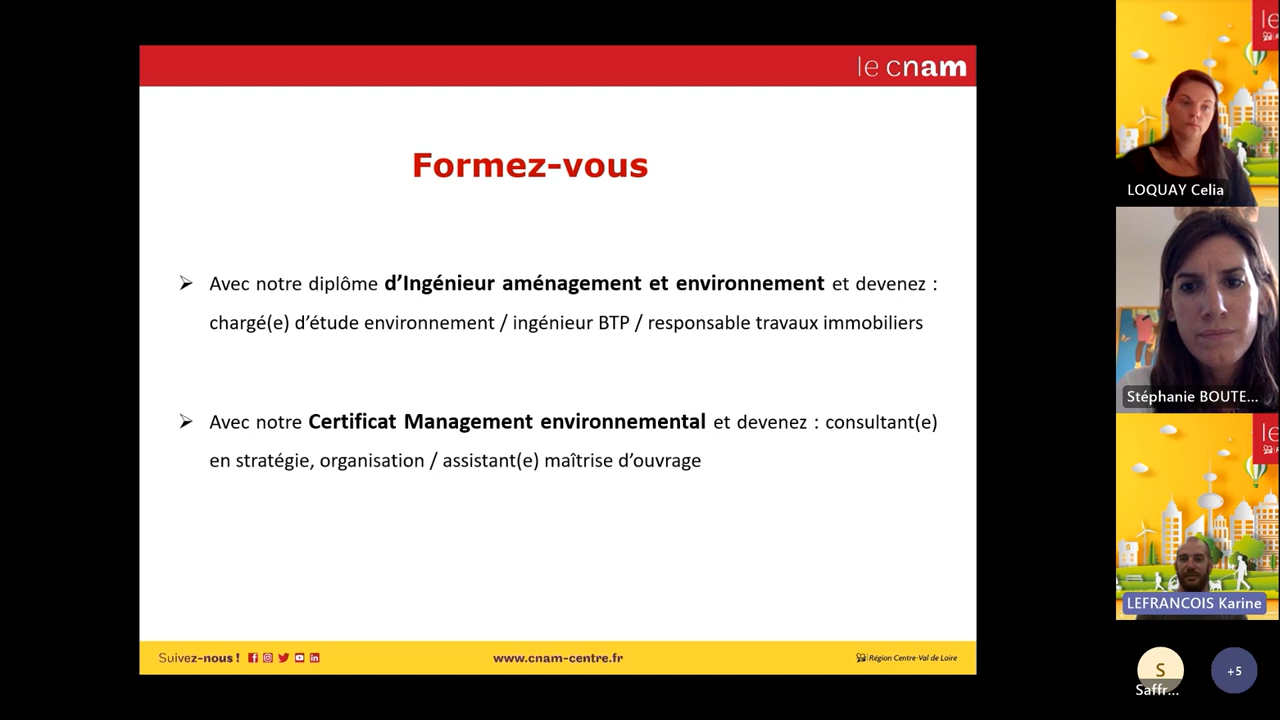 le cnam
Formez-vous
Avec notre diplôme d’Ingénieur aménagement et environnement et devenez :
chargé(e) d’étude environnement / ingénieur BTP / responsable travaux immobiliers
Avec notre Certificat Management environnemental et devenez : consultant(e)
en stratégie, organisation / assistant(e) maîtrise d’ouvrage
Suivez-nous !
www.cnam-centre.fr
Région Centre-Val de Loire
le
LOQUAY Celia
Stéphanie BOUTE...
le
LEFRANCOIS Karine
S
Saffr...
+5